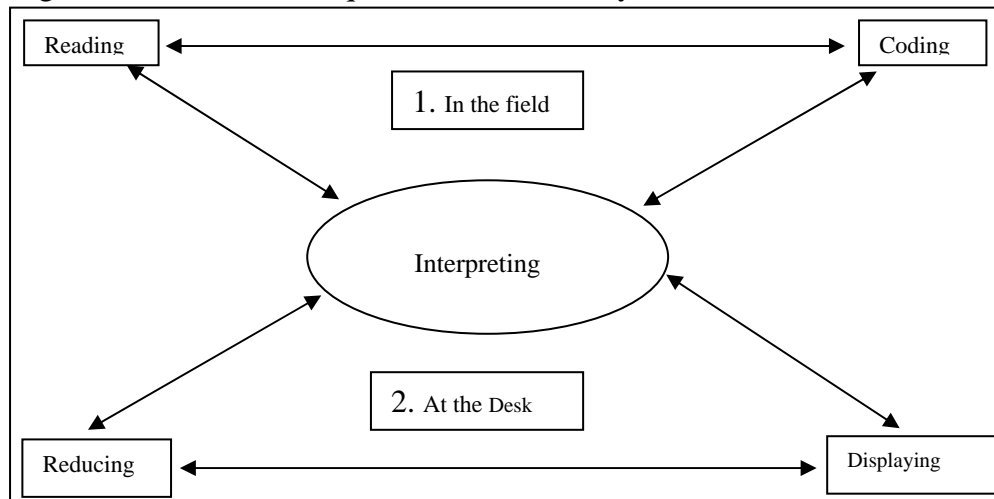 Reading
Coding
1. In the field
Interpreting
2. At the Desk
Reducing
Displaying